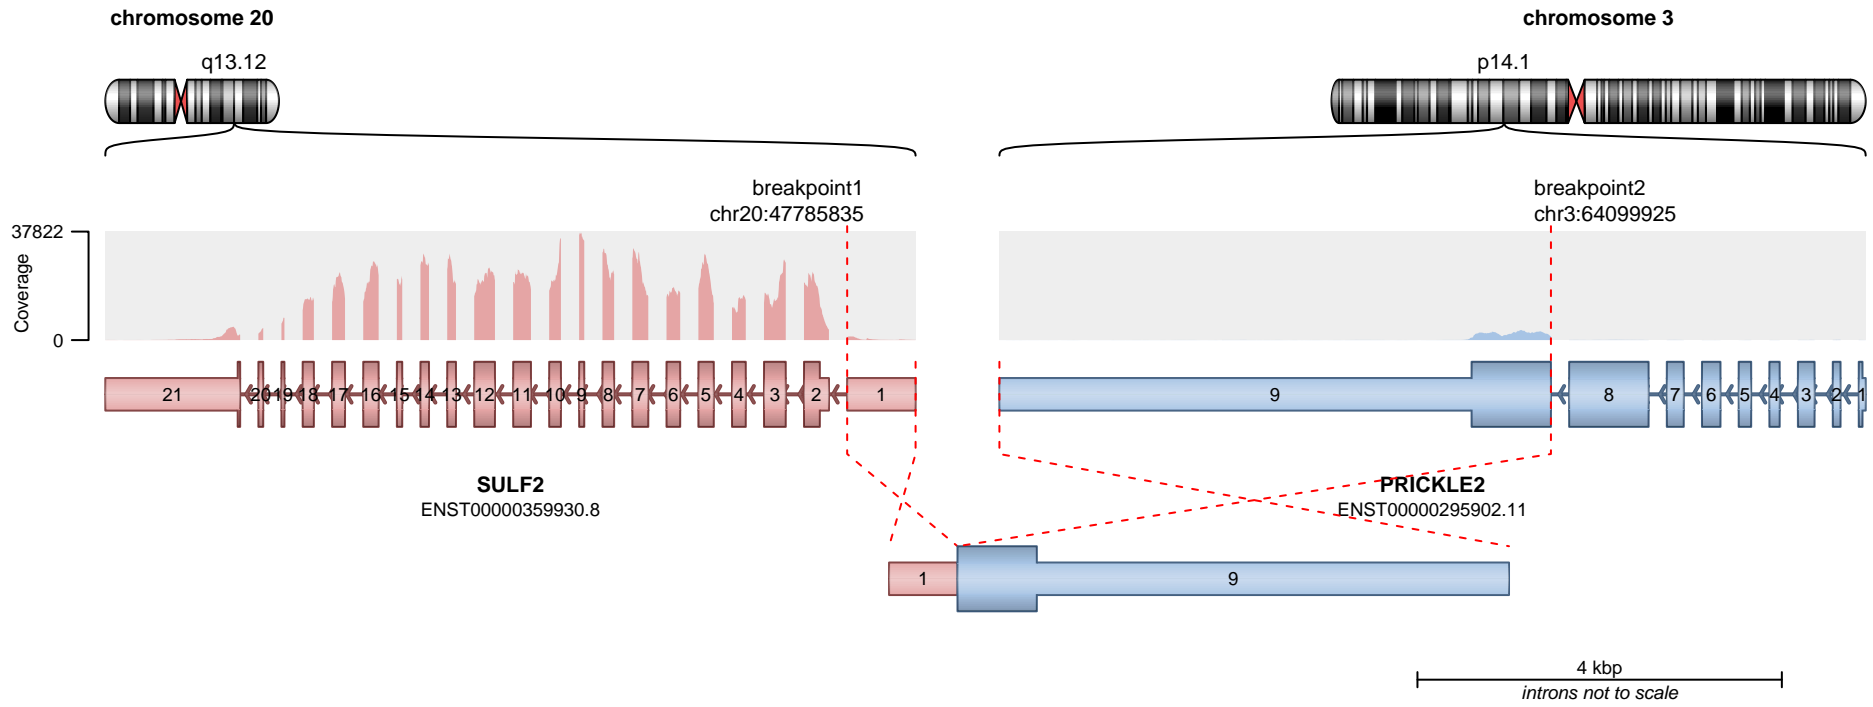 chromosome 20
chromosome 3
q13.12
p14.1
breakpoint1
chr20:47785835
breakpoint2
chr3:64099925
37822
Coverage
0
21 20 19 18 17 16 15 14 13 12 11 10 9 8 7 6 5 4 3 2 1
9 8 7 6 5 4 3 2 1
SULF2
ENST00000359930.8
PRICKLE2
ENST00000295902.11
1 9
4 kbp
introns not to scale